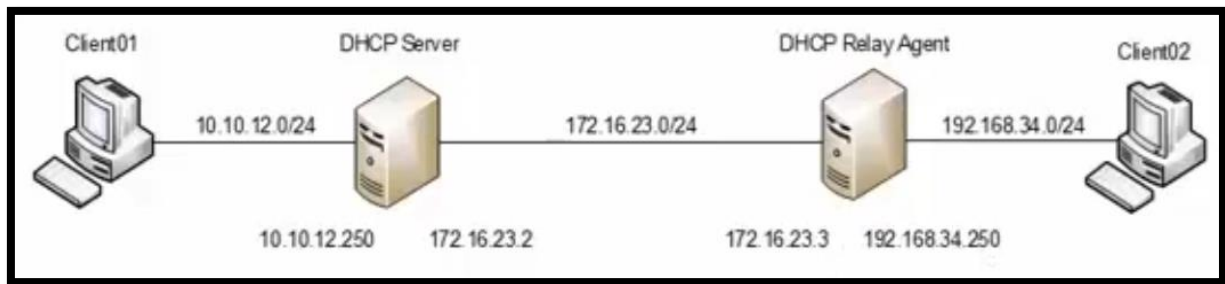 Client01
DHCP Server
DHCP Relay Agent
Client02
10.10.12.0/24
172.16.23.0/24
192.168.34.0/24
10.10.12.250
172.16.23.2
172.16.23.3
192.168.34.250